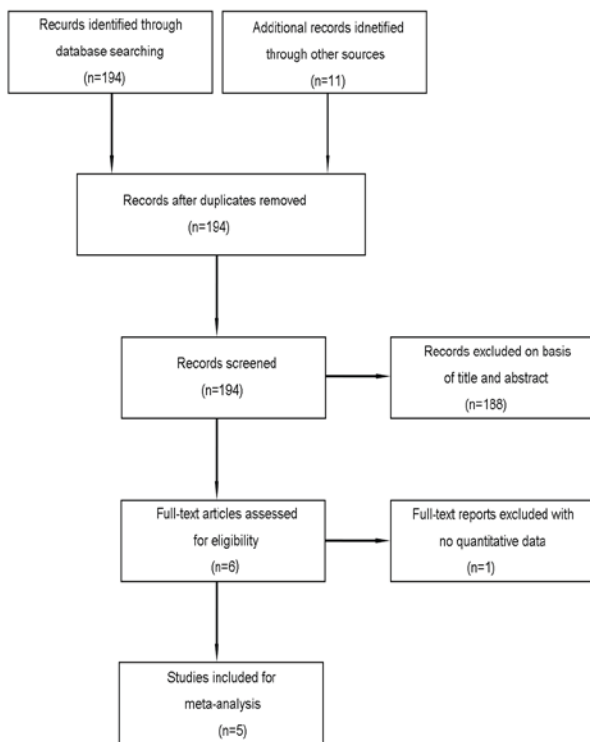 Records identified through
database searching
(n=194)
Additional records idnetified
through other sources
(n=11)
Records after duplicates removed
(n=194)
Records screened
(n=194)
Records excluded on basis
of title and abstract
(n=188)
Full-text articles assessed
for eligibility
(n=6)
Full-text reports excluded with
no quantitative data
(n=1)
Studies included for
meta-analysis
(n=5)